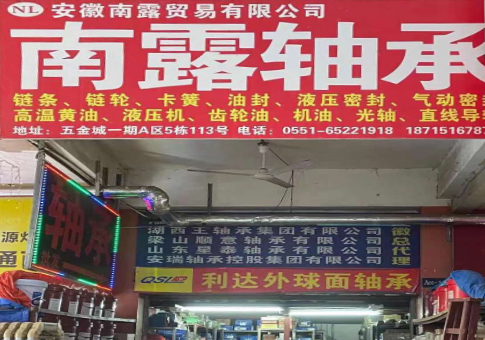 NL 安徽南露贸易有限公司
南露轴承
链条、链轮、卡簧、油封、液压密封、气动密封
高温黄油、液压机、齿轮油、机油、光轴、直线导
地址：五金城一期A区5栋113号 电话：0551-65221918 1871516787
轴承
湖西王轴承集团有限公司
梁山顺意轴承有限公司
山东星泰轴承有限公司
安瑞轴承控股集团有限公司
徽总代理
QSL 利达外球面轴承